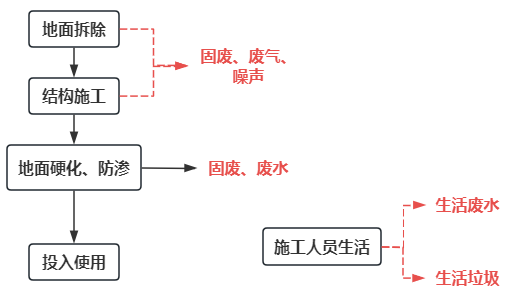 地面拆除
固废、废气、
噪声
结构施工
地面硬化、防渗
固废、废水
生活废水
施工人员生活
投入使用
生活垃圾